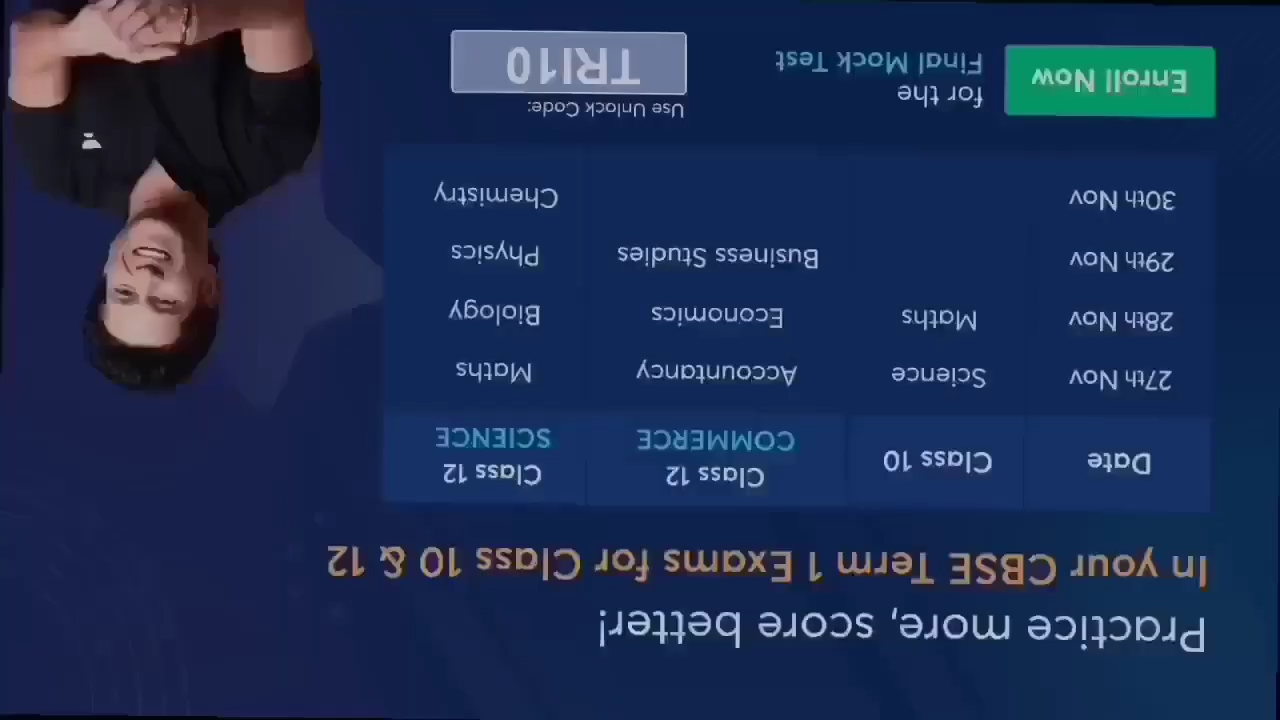 Practice more, score better!
In your CBSE Term 1 Exams for Class 10 & 12
Date Class 10 Class 12 COMMERCE Class 12 SCIENCE
27th Nov Science Accountancy Maths
28th Nov Maths Economics Biology
29th Nov Business Studies Physics
30th Nov Chemistry
Enroll Now
for the
Final Mock Test
Use Unlock Code:
TRI10